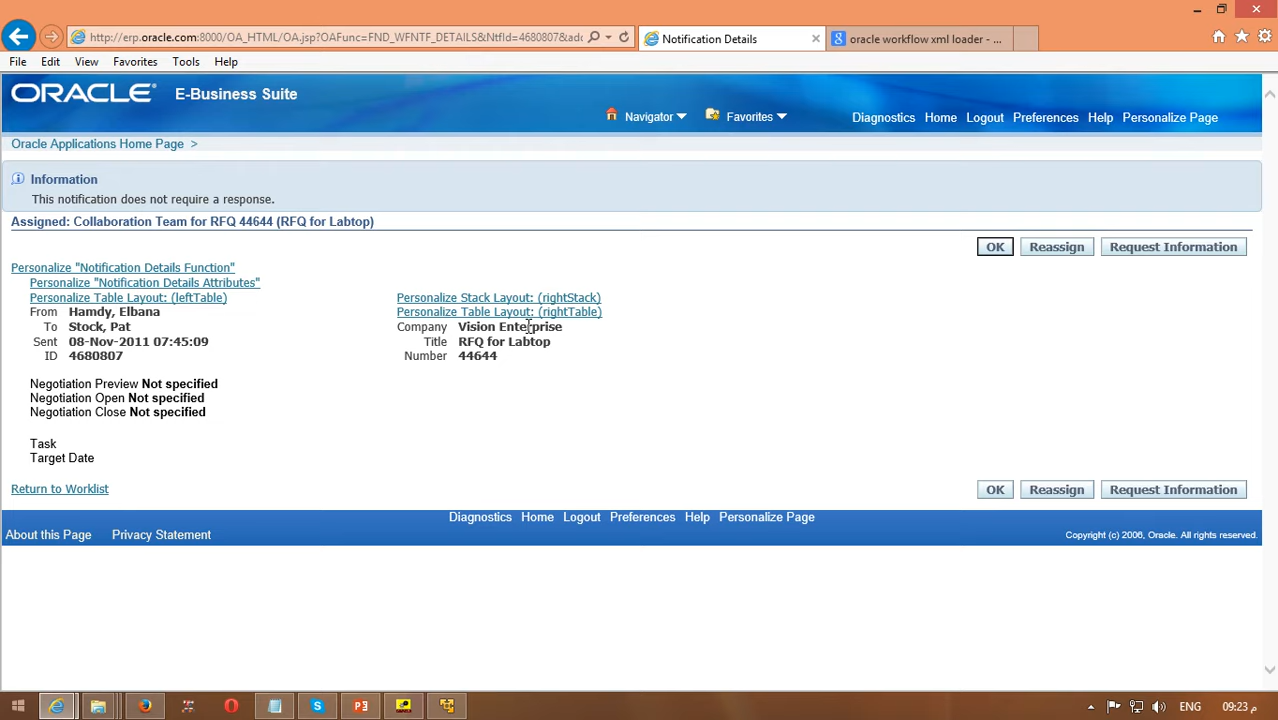 http://erp.oracle.com:8000/OA_HTML/OA.jsp?OAFunc=FND_WFNTF_DETAILS&NtfId=4680807&adc
Notification Details
oracle workflow xml loader - ...
File Edit View Favorites Tools Help
ORACLE E-Business Suite
Navigator Favorites Diagnostics Home Logout Preferences Help Personalize Page
Oracle Applications Home Page >
Information
This notification does not require a response.
Assigned: Collaboration Team for RFQ 44644 (RFQ for Labtop)
OK Reassign Request Information
Personalize "Notification Details Function"
Personalize "Notification Details Attributes"
Personalize Table Layout: (leftTable) Personalize Stack Layout: (rightStack)
From Hamdy, Elbana Personalize Table Layout: (rightTable)
To Stock, Pat Company Vision Enterprise
Sent 08-Nov-2011 07:45:09 Title RFQ for Labtop
ID 4680807 Number 44644
Negotiation Preview Not specified
Negotiation Open Not specified
Negotiation Close Not specified
Task
Target Date
Return to Worklist OK Reassign Request Information
Diagnostics Home Logout Preferences Help Personalize Page
About this Page Privacy Statement Copyright (c) 2006, Oracle. All rights reserved.
ENG 09:23 م